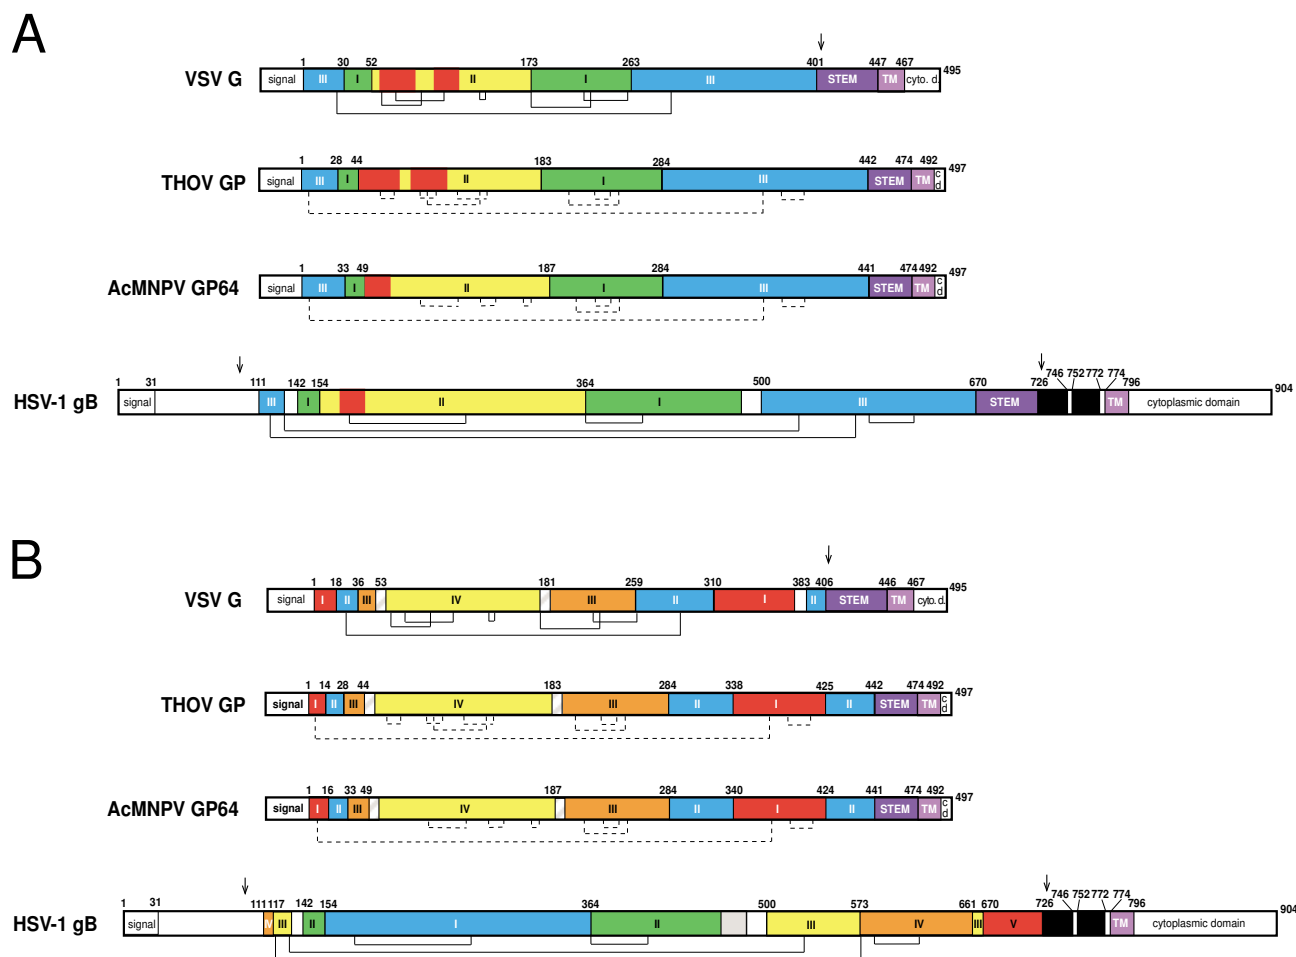 A
1 30 52 173 263 401 447 467 495
VSV G signal III I II I III STEM TM cyto. d.
1 28 44 183 284 442 474 492 497
THOV GP signal III I II I III STEM TM c d
1 33 49 187 284 441 474 492 497
AcMNPV GP64 signal III I II I III STEM TM c d
1 31 111 142 154 364 500 670 726 746 752 772 774 796 904
HSV-1 gB signal III I II I III STEM TM cytoplasmic domain
B
1 18 36 53 181 259 310 383 406 446 467 495
VSV G signal I II III IV III II I II STEM TM cyto. d.
1 14 28 44 183 284 338 425 442 474 492 497
THOV GP signal I II III IV III II I II STEM TM c d
1 16 33 49 187 284 340 424 441 474 492 497
AcMNPV GP64 signal I II III IV III II I II STEM TM c d
1 31 111 117 142 154 364 500 573 661 670 726 746 752 772 774 796 904
HSV-1 gB signal IV III II I II III IV III V TM cytoplasmic domain